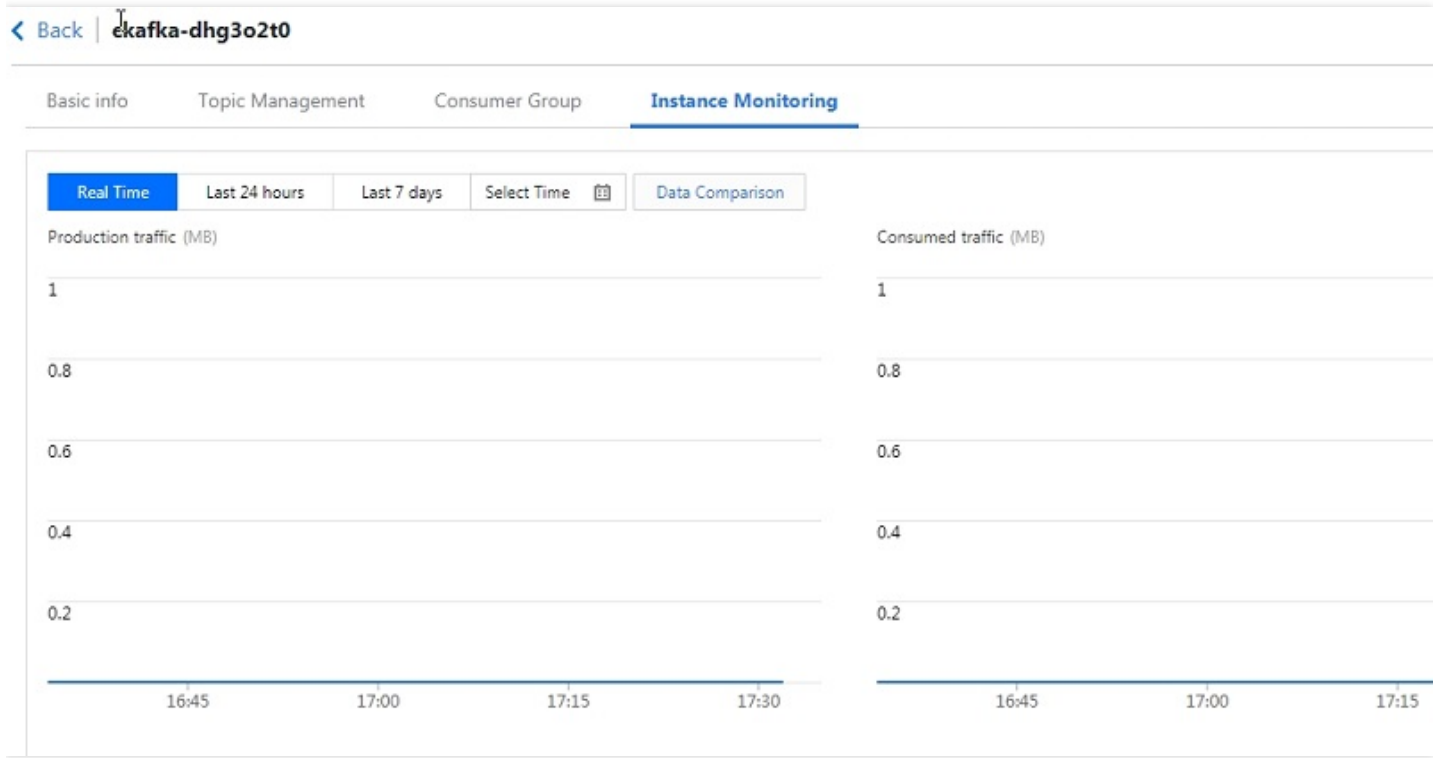 Back | ckafka-dhg3o2t0
Basic info Topic Management Consumer Group Instance Monitoring
Real Time Last 24 hours Last 7 days Select Time Data Comparison
Production traffic (MB)
1
0.8
0.6
0.4
0.2
16:45 17:00 17:15 17:30
Consumed traffic (MB)
1
0.8
0.6
0.4
0.2
16:45 17:00 17:15